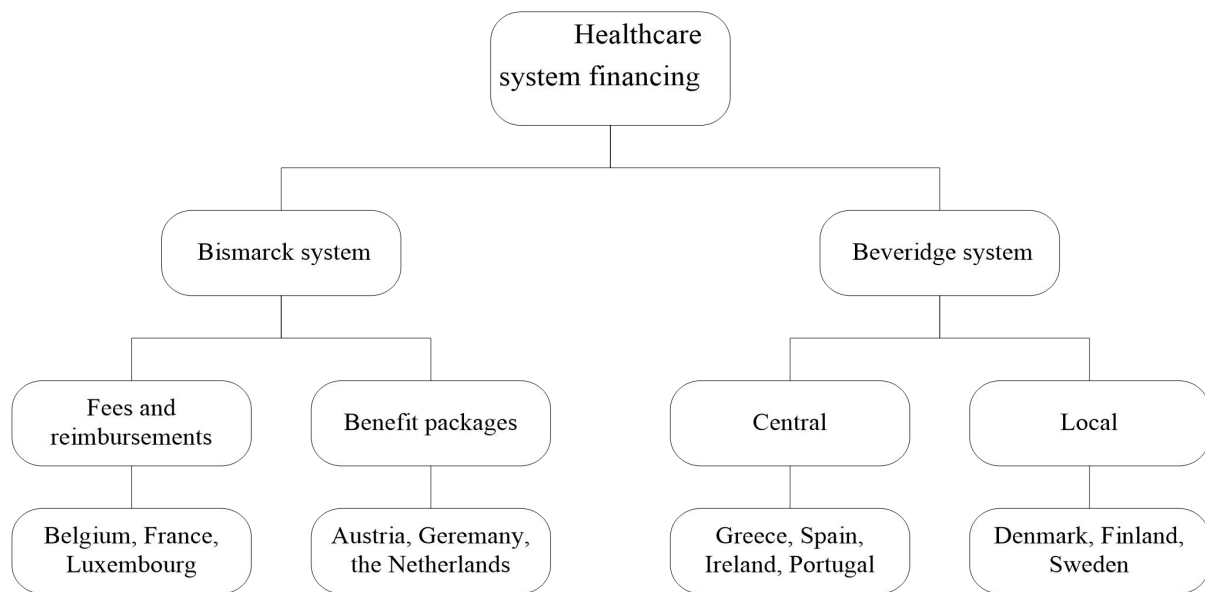 Healthcare
system financing
Bismarck system
Beveridge system
Fees and
reimbursements
Benefit packages
Central
Local
Belgium, France,
Luxembourg
Austria, Geremany,
the Netherlands
Greece, Spain,
Ireland, Portugal
Denmark, Finland,
Sweden